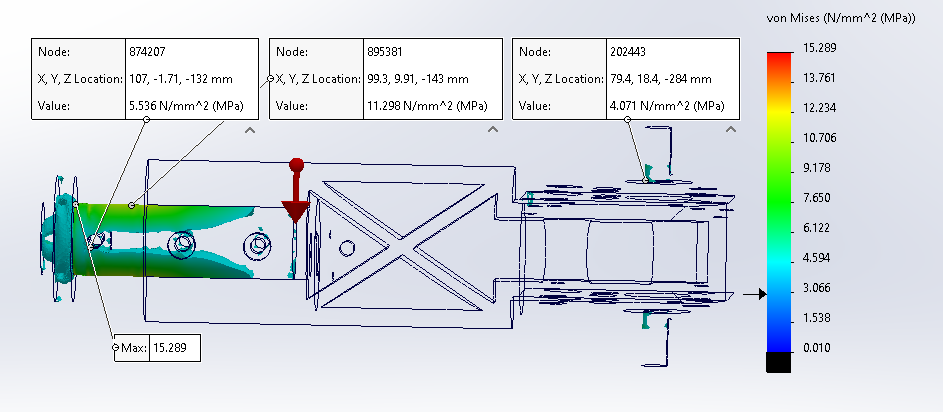 von Mises (N/mm^2 (MPa))
Node: 874207
X, Y, Z Location: 107, -1.71, -132 mm
Value: 5.536 N/mm^2 (MPa)
Node: 895381
X, Y, Z Location: 99.3, 9.91, -143 mm
Value: 11.298 N/mm^2 (MPa)
Node: 202443
X, Y, Z Location: 79.4, 18.4, -284 mm
Value: 4.071 N/mm^2 (MPa)
15.289
13.761
12.234
10.706
9.178
7.650
6.122
4.594
3.066
1.538
0.010
Max: 15.289